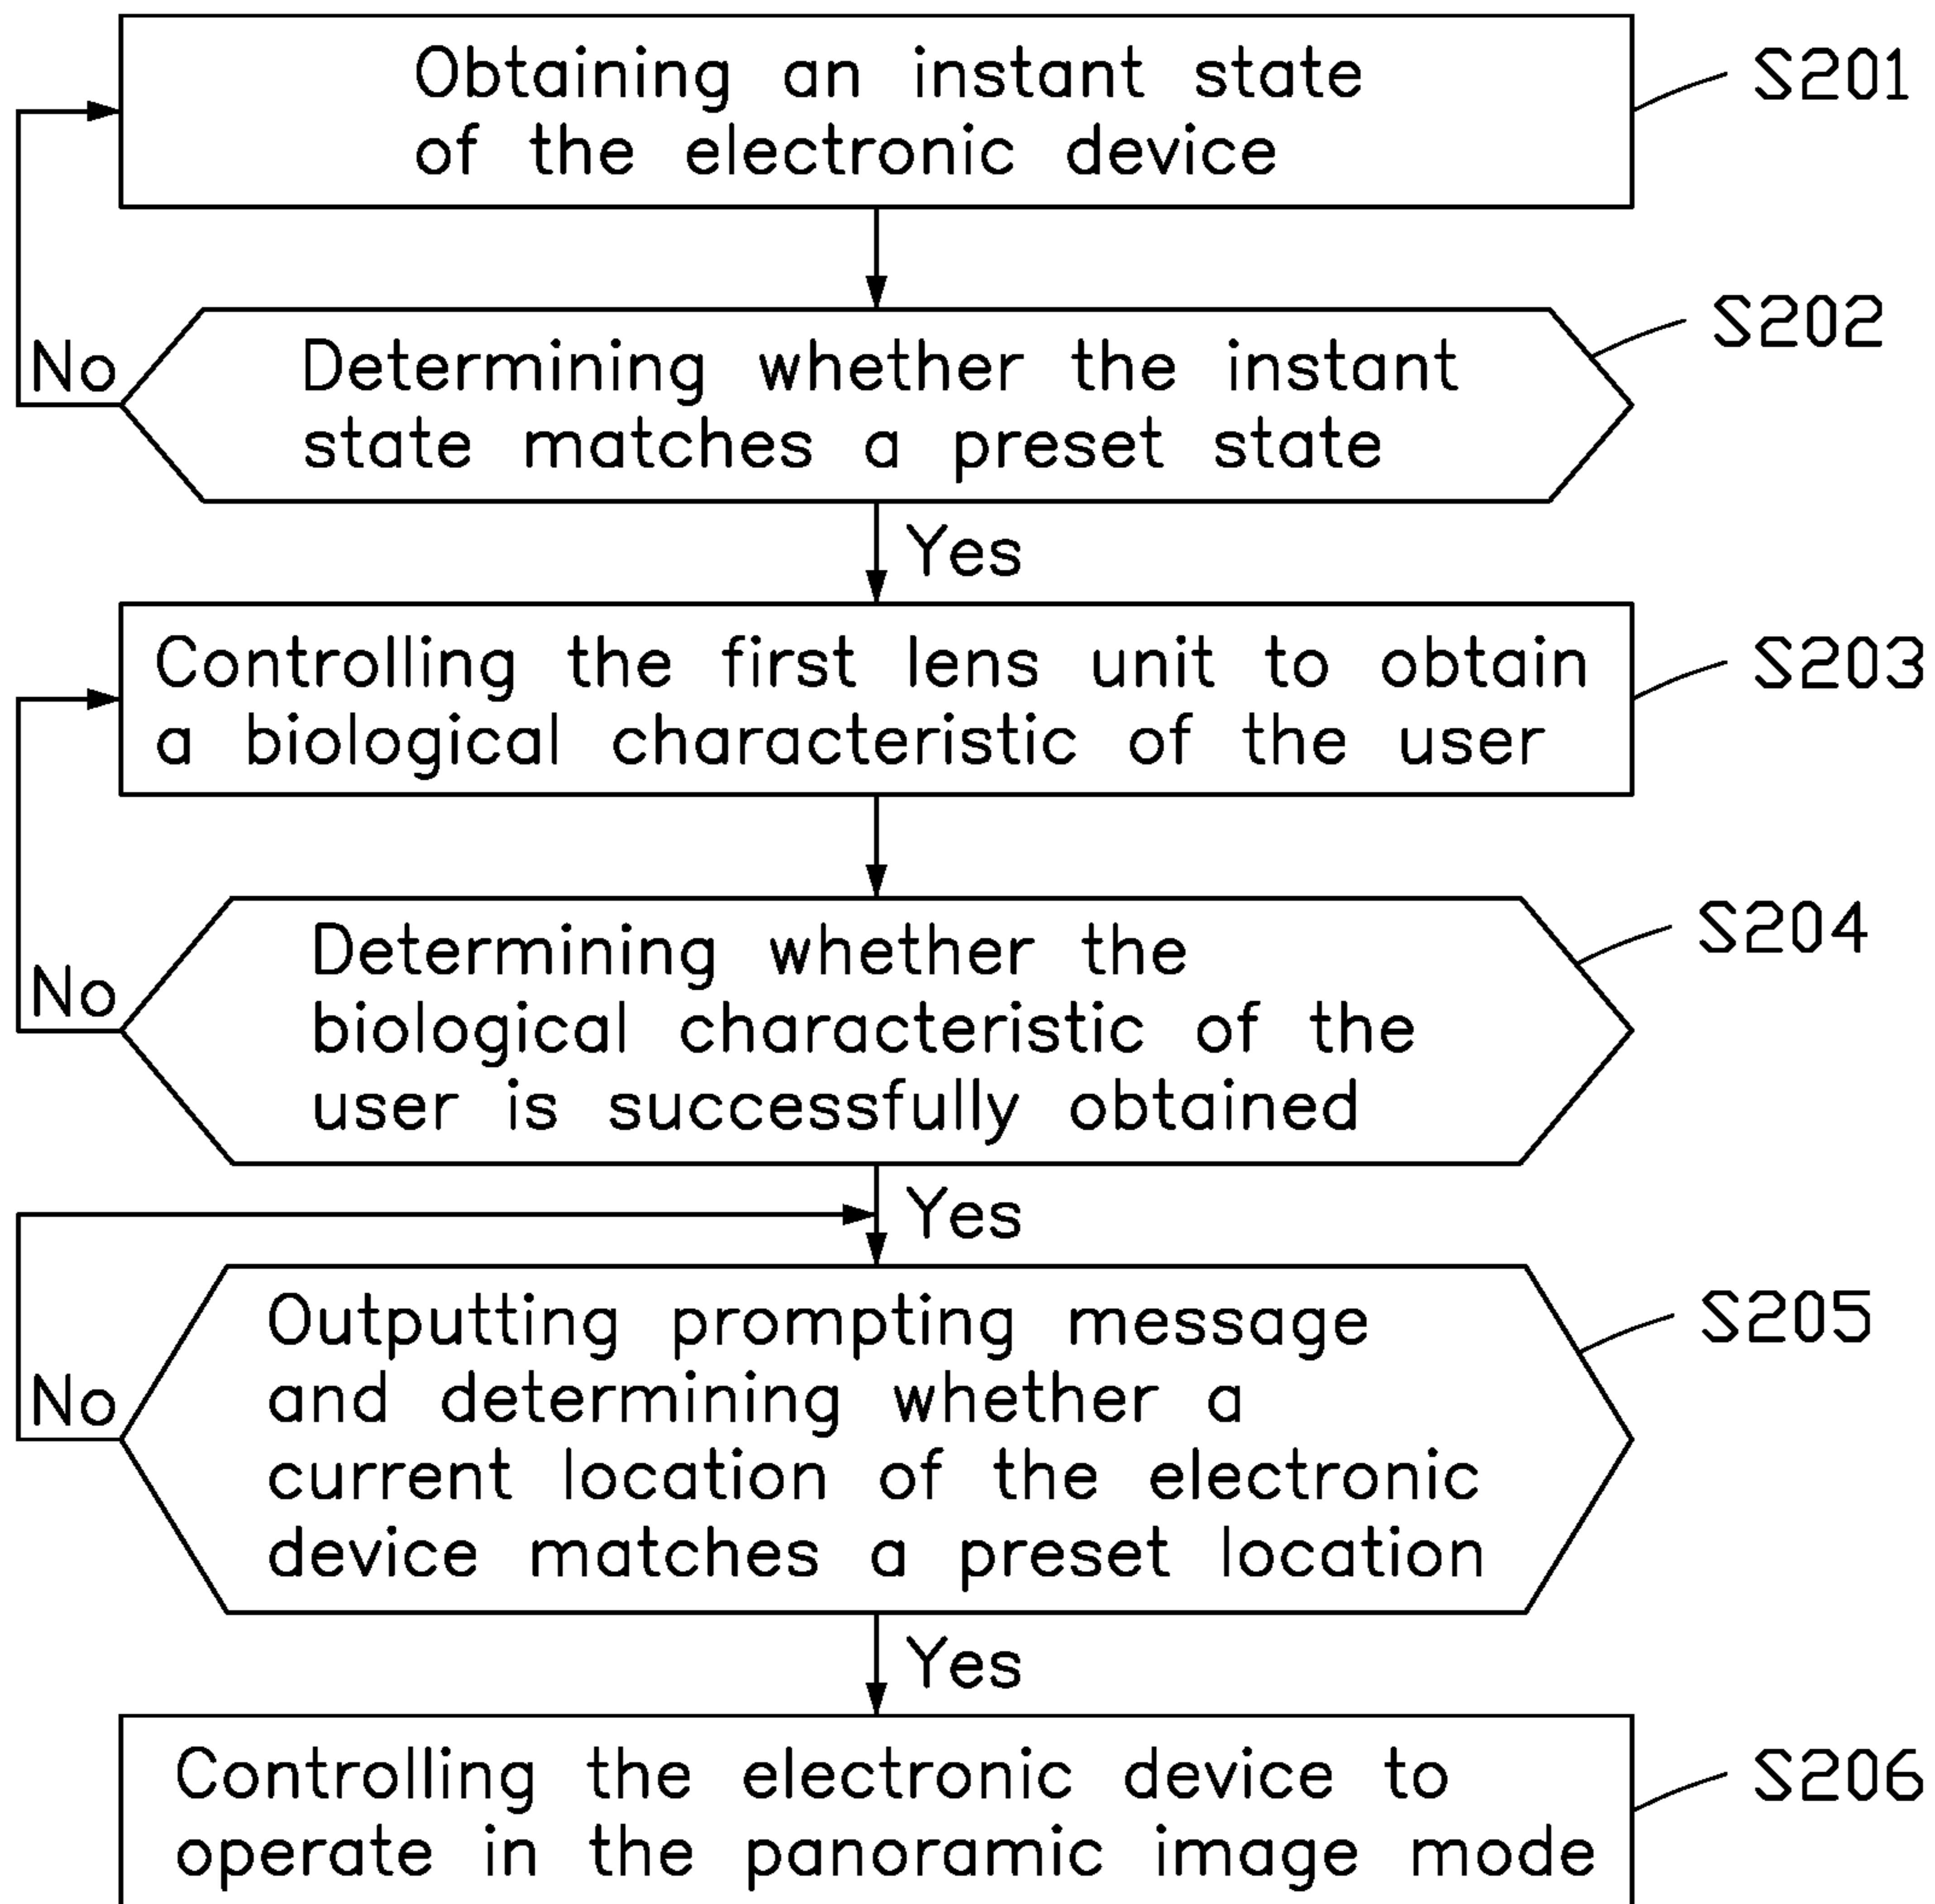 Obtaining an instant state
of the electronic device
S201
No
Determining whether the instant
state matches a preset state
S202
Yes
Controlling the first lens unit to obtain
a biological characteristic of the user
S203
No
Determining whether the
biological characteristic of the
user is successfully obtained
S204
Yes
No
Outputting prompting message
and determining whether a
current location of the electronic
device matches a preset location
S205
Yes
Controlling the electronic device to
operate in the panoramic image mode
S206